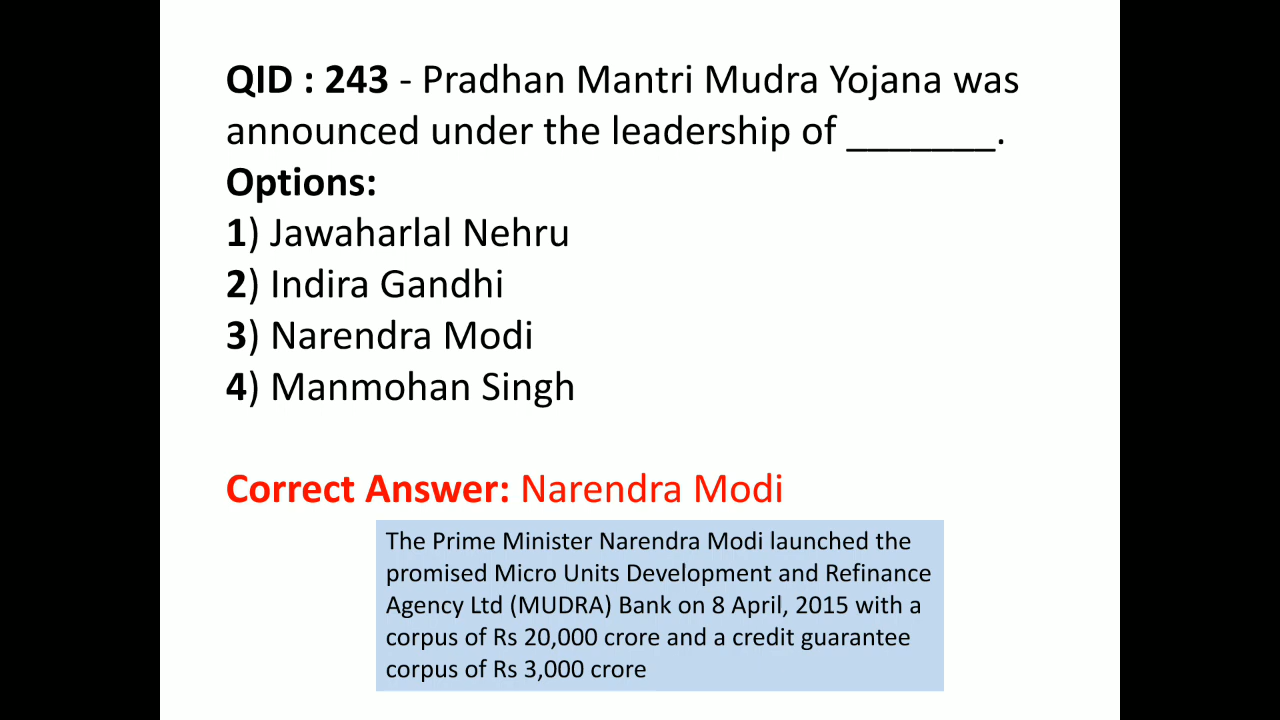 QID : 243 - Pradhan Mantri Mudra Yojana was
announced under the leadership of _______.
Options:
1) Jawaharlal Nehru
2) Indira Gandhi
3) Narendra Modi
4) Manmohan Singh
Correct Answer: Narendra Modi
The Prime Minister Narendra Modi launched the
promised Micro Units Development and Refinance
Agency Ltd (MUDRA) Bank on 8 April, 2015 with a
corpus of Rs 20,000 crore and a credit guarantee
corpus of Rs 3,000 crore